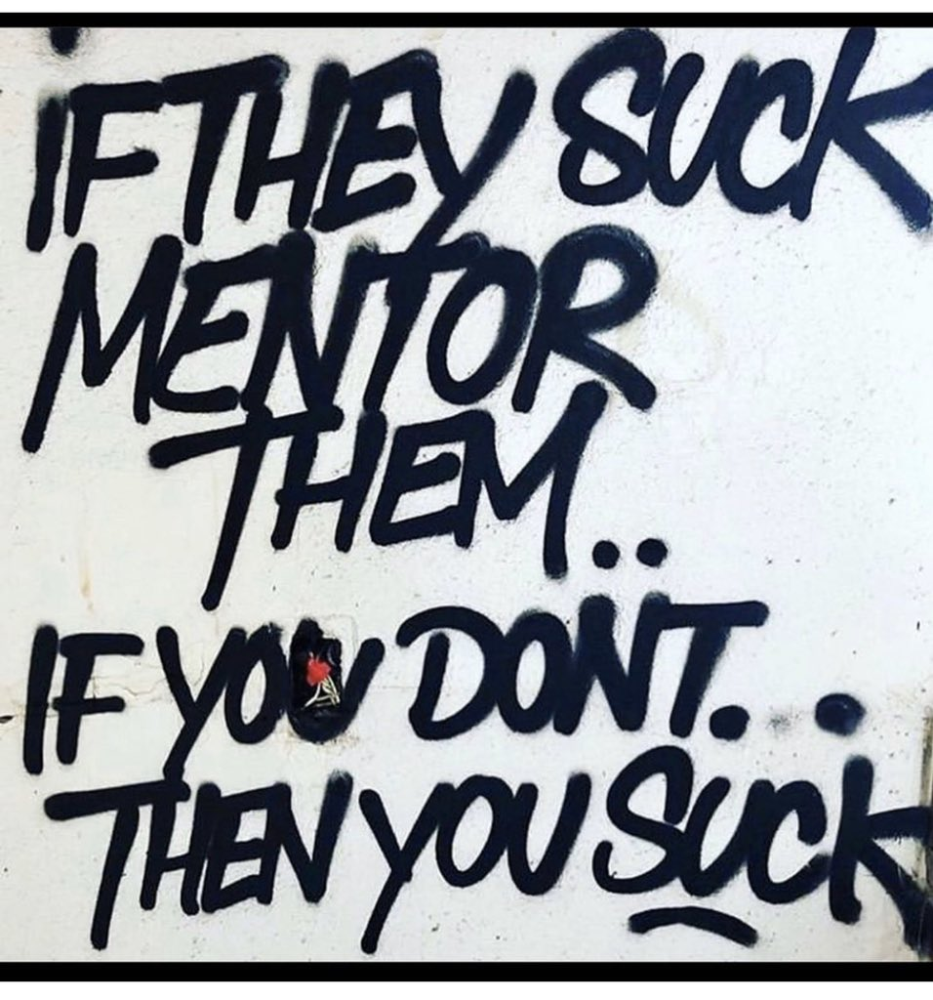 IF THEY SUCK
MENTOR
THEM..
IF YOU DONT. .
THEN YOU SUCK